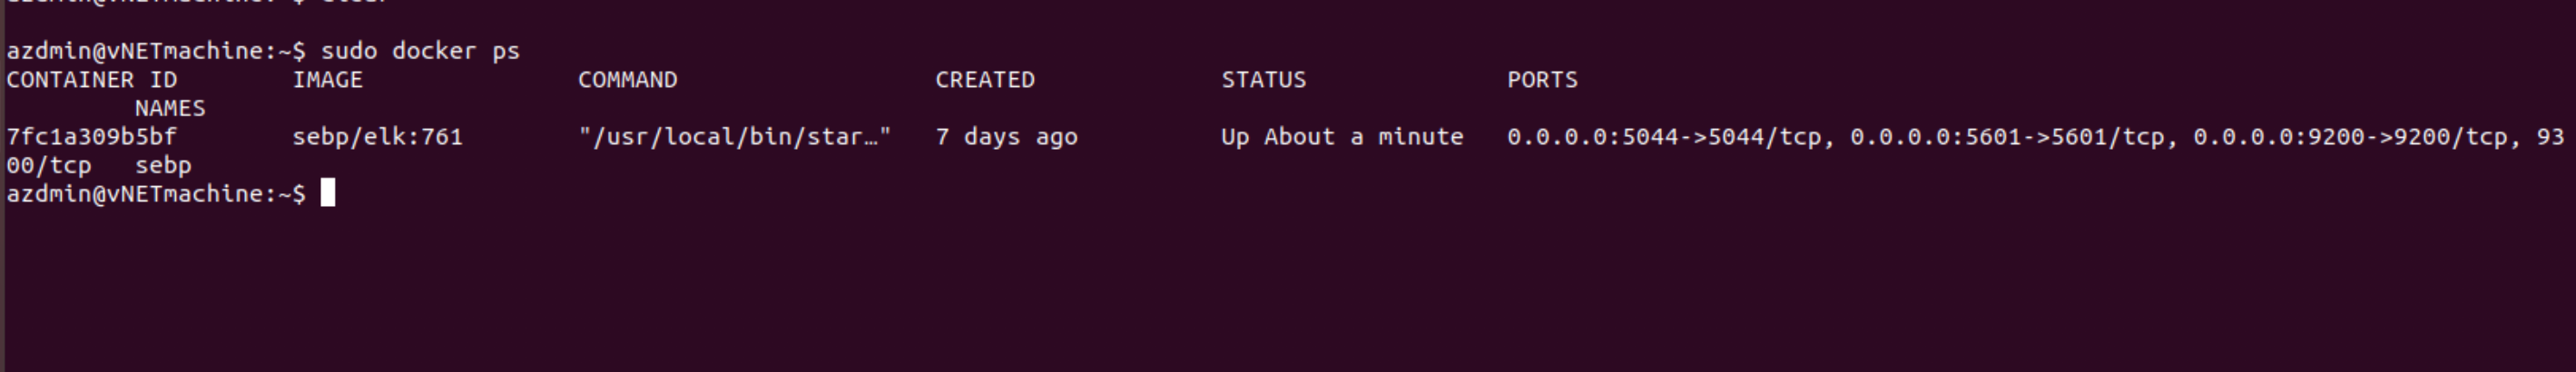 azdmin@vNETmachine:~$ sudo docker ps
CONTAINER ID        IMAGE               COMMAND                  CREATED             STATUS              PORTS
         NAMES
7fc1a309b5bf        sebp/elk:761        "/usr/local/bin/star…"   7 days ago          Up About a minute   0.0.0.0:5044->5044/tcp, 0.0.0.0:5601->5601/tcp, 0.0.0.0:9200->9200/tcp, 93
00/tcp   sebp
azdmin@vNETmachine:~$